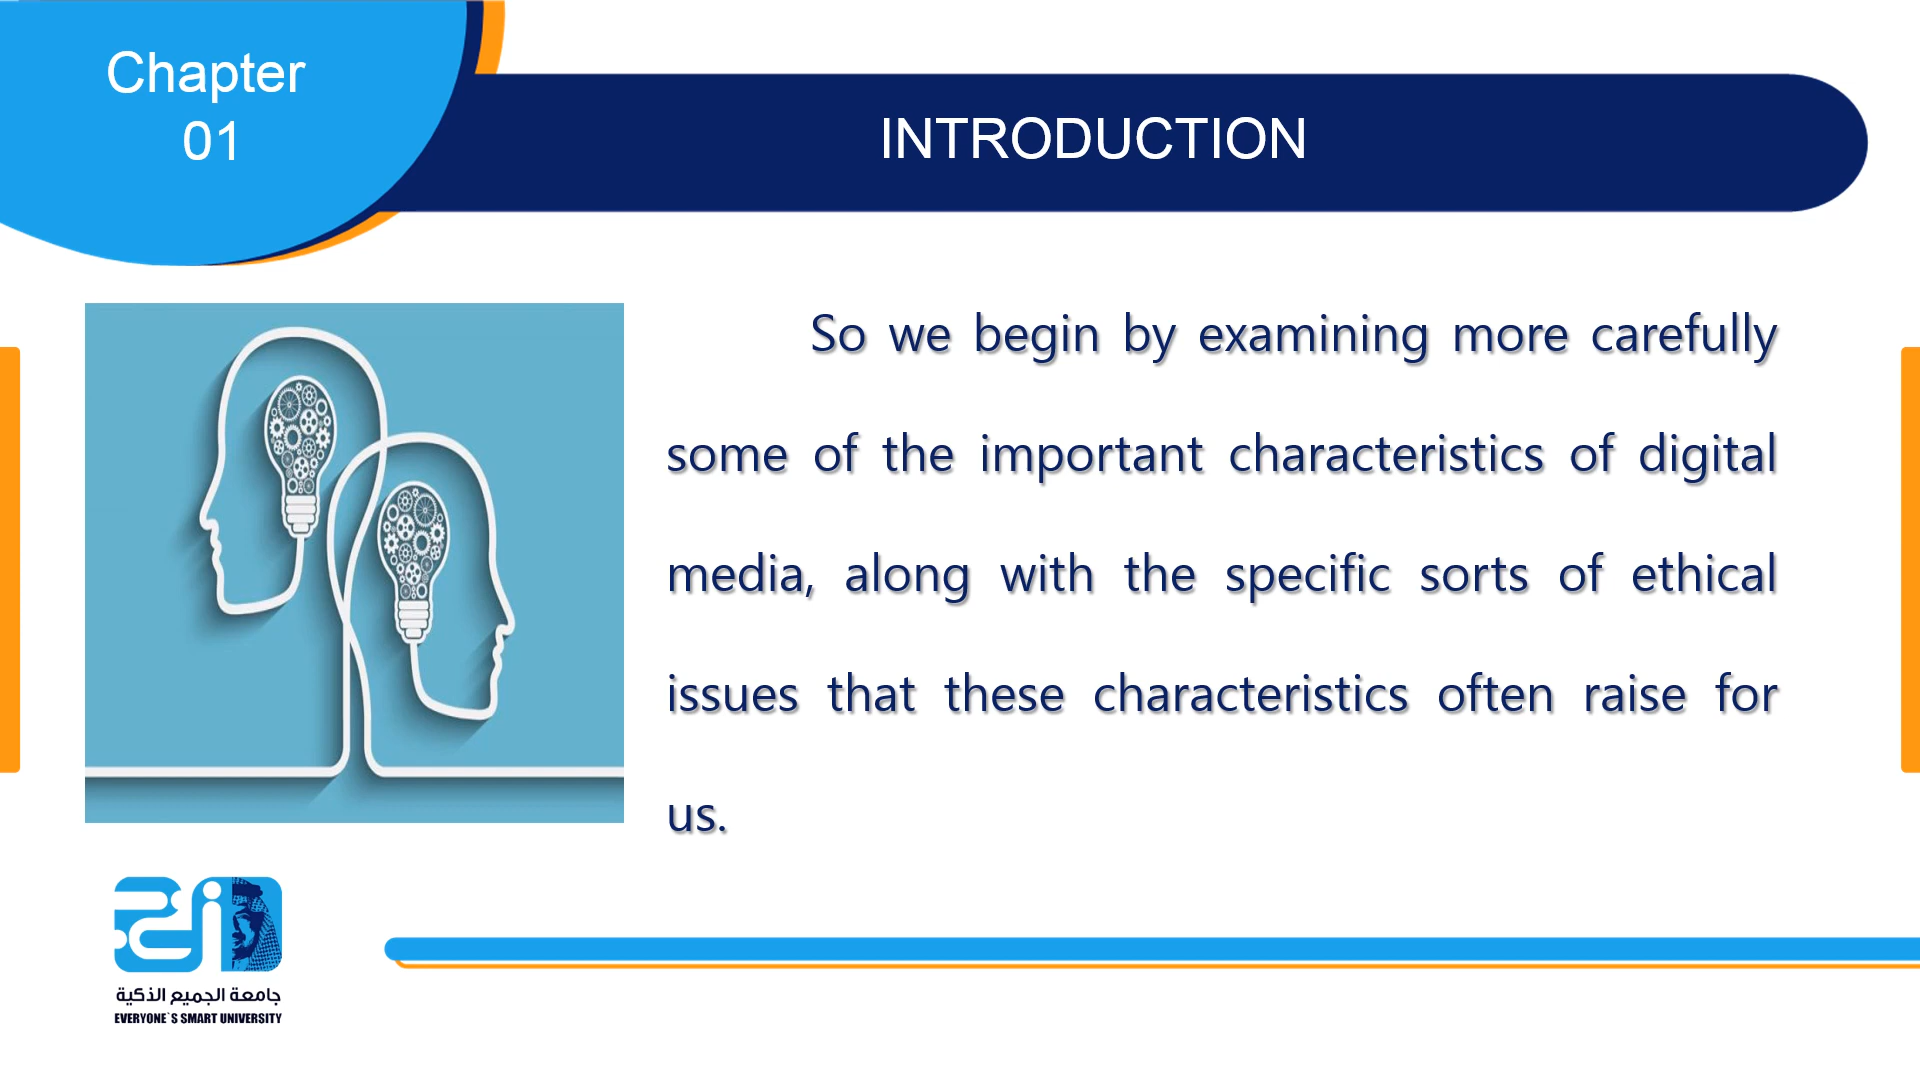 Chapter
01
INTRODUCTION
So we begin by examining more carefully
some of the important characteristics of digital
media, along with the specific sorts of ethical
issues that these characteristics often raise for
us.
جامعة الجميع الذكية
EVERYONE`S SMART UNIVERSITY